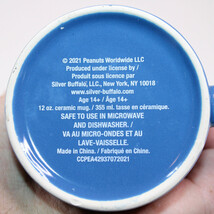 © 2021 Peanuts Worldwide LLC
Produced under license by /
Produit sous licence par
Silver Buffalo, LLC, New York, NY 10018
www.silver-buffalo.com
Age 14+ / Âge 14+
12 oz. ceramic mug. / 355 ml. tasse en céramique.
SAFE TO USE IN MICROWAVE
AND DISHWASHER. /
VA AU MICRO-ONDES ET AU
LAVE-VAISSELLE.
Made in China. / Fabriqué en Chine.
CCPEA42937072021